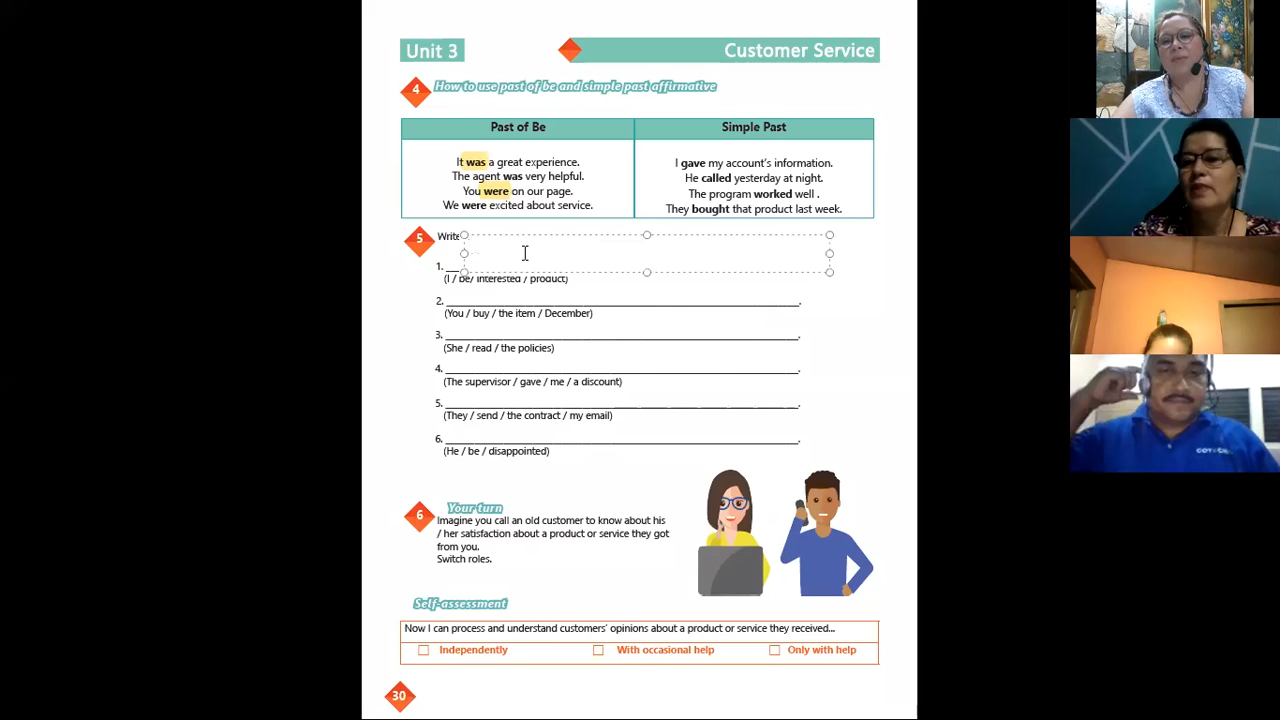 Unit 3
Customer Service
4
How to use past of be and simple past affirmative
Past of Be
Simple Past
It was a great experience.
The agent was very helpful.
You were on our page.
We were excited about service.
I gave my account's information.
He called yesterday at night.
The program worked well .
They bought that product last week.
5
Write
1. __
(I / be/ interested / product)
2. ______________________________.
(You / buy / the item / December)
3. ______________________________.
(She / read / the policies)
4. ______________________________.
(The supervisor / gave / me / a discount)
5. ______________________________.
(They / send / the contract / my email)
6. ______________________________.
(He / be / disappointed)
6
Your turn
Imagine you call an old customer to know about his
/ her satisfaction about a product or service they got
from you.
Switch roles.
Self-assessment
Now I can process and understand customers' opinions about a product or service they received...
Independently
With occasional help
Only with help
30